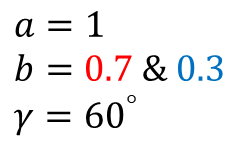 a = 1
b = 0.7 & 0.3
γ = 60°